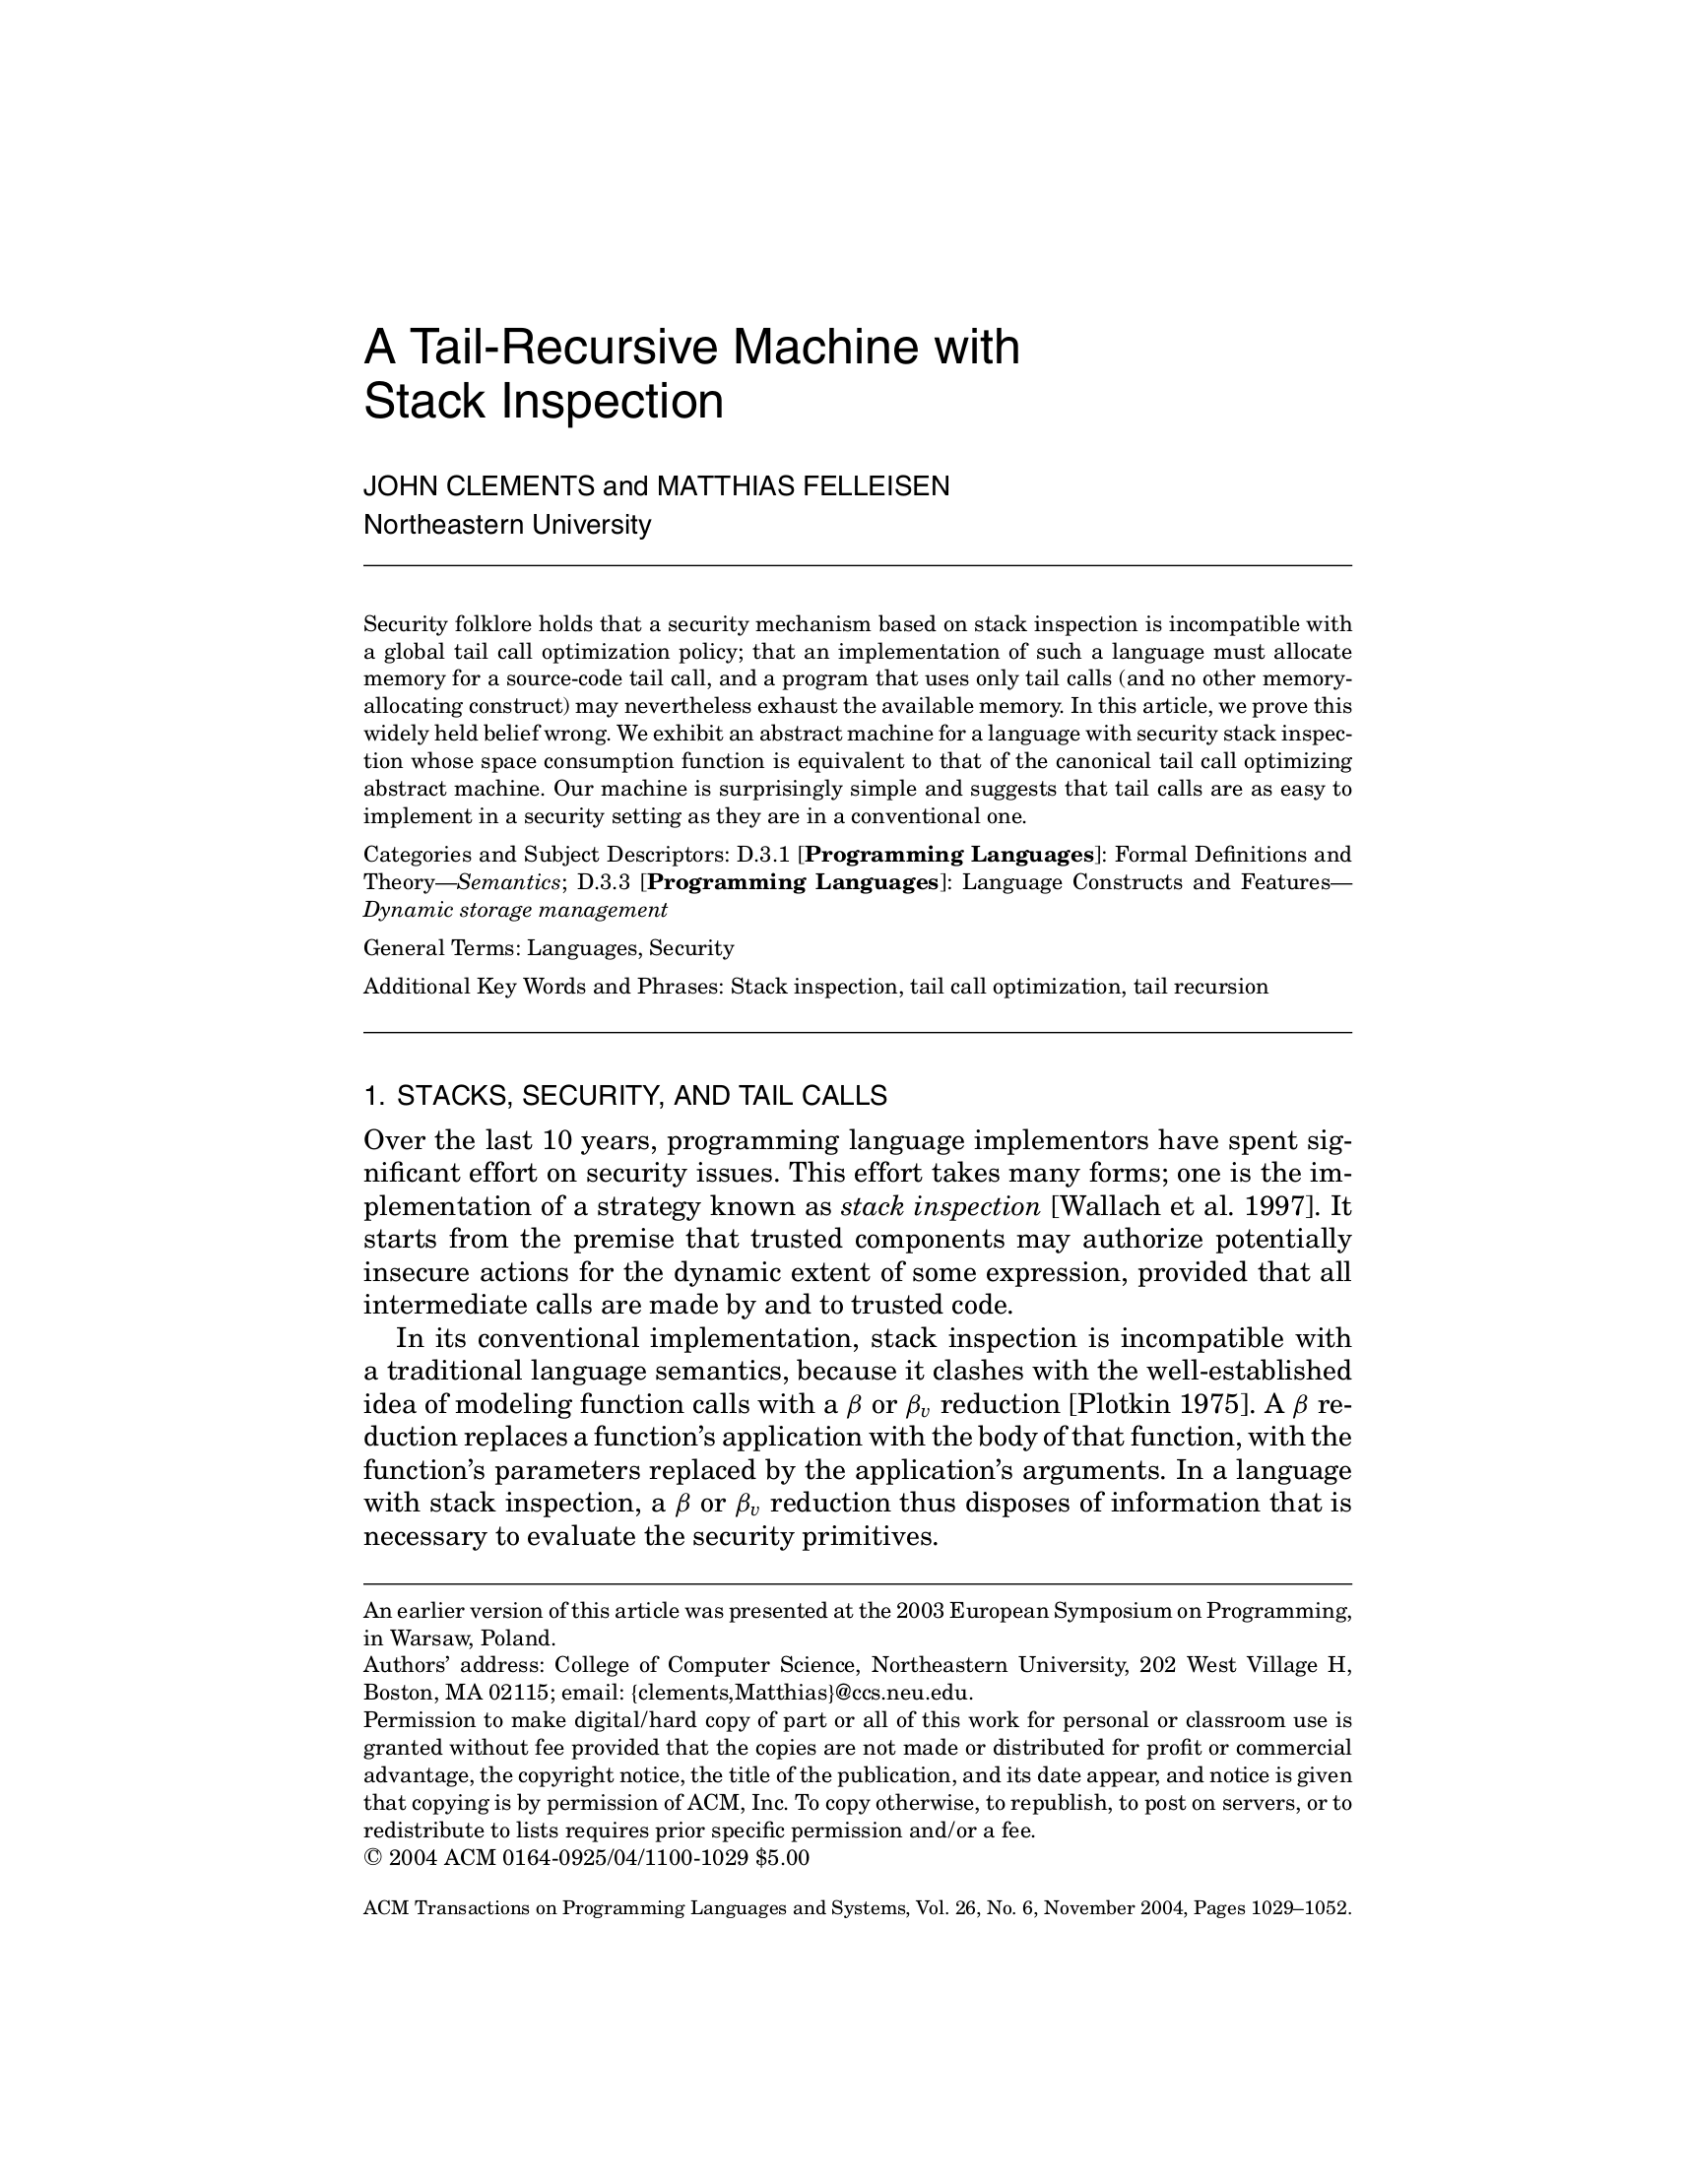 A Tail-Recursive Machine with
Stack Inspection
JOHN CLEMENTS and MATTHIAS FELLEISEN
Northeastern University
Security folklore holds that a security mechanism based on stack inspection is incompatible with
a global tail call optimization policy; that an implementation of such a language must allocate
memory for a source-code tail call, and a program that uses only tail calls (and no other memory-
allocating construct) may nevertheless exhaust the available memory. In this article, we prove this
widely held belief wrong. We exhibit an abstract machine for a language with security stack inspec-
tion whose space consumption function is equivalent to that of the canonical tail call optimizing
abstract machine. Our machine is surprisingly simple and suggests that tail calls are as easy to
implement in a security setting as they are in a conventional one.
Categories and Subject Descriptors: D.3.1 [Programming Languages]: Formal Definitions and
Theory—Semantics; D.3.3 [Programming Languages]: Language Constructs and Features—
Dynamic storage management
General Terms: Languages, Security
Additional Key Words and Phrases: Stack inspection, tail call optimization, tail recursion
1. STACKS, SECURITY, AND TAIL CALLS
Over the last 10 years, programming language implementors have spent sig-
nificant effort on security issues. This effort takes many forms; one is the im-
plementation of a strategy known as stack inspection [Wallach et al. 1997]. It
starts from the premise that trusted components may authorize potentially
insecure actions for the dynamic extent of some expression, provided that all
intermediate calls are made by and to trusted code.
In its conventional implementation, stack inspection is incompatible with
a traditional language semantics, because it clashes with the well-established
idea of modeling function calls with a β or βv reduction [Plotkin 1975]. A β re-
duction replaces a function's application with the body of that function, with the
function's parameters replaced by the application's arguments. In a language
with stack inspection, a β or βv reduction thus disposes of information that is
necessary to evaluate the security primitives.
An earlier version of this article was presented at the 2003 European Symposium on Programming,
in Warsaw, Poland.
Authors' address: College of Computer Science, Northeastern University, 202 West Village H,
Boston, MA 02115; email: {clements,Matthias}@ccs.neu.edu.
Permission to make digital/hard copy of part or all of this work for personal or classroom use is
granted without fee provided that the copies are not made or distributed for profit or commercial
advantage, the copyright notice, the title of the publication, and its date appear, and notice is given
that copying is by permission of ACM, Inc. To copy otherwise, to republish, to post on servers, or to
redistribute to lists requires prior specific permission and/or a fee.
© 2004 ACM 0164-0925/04/1100-1029 $5.00
ACM Transactions on Programming Languages and Systems, Vol. 26, No. 6, November 2004, Pages 1029–1052.